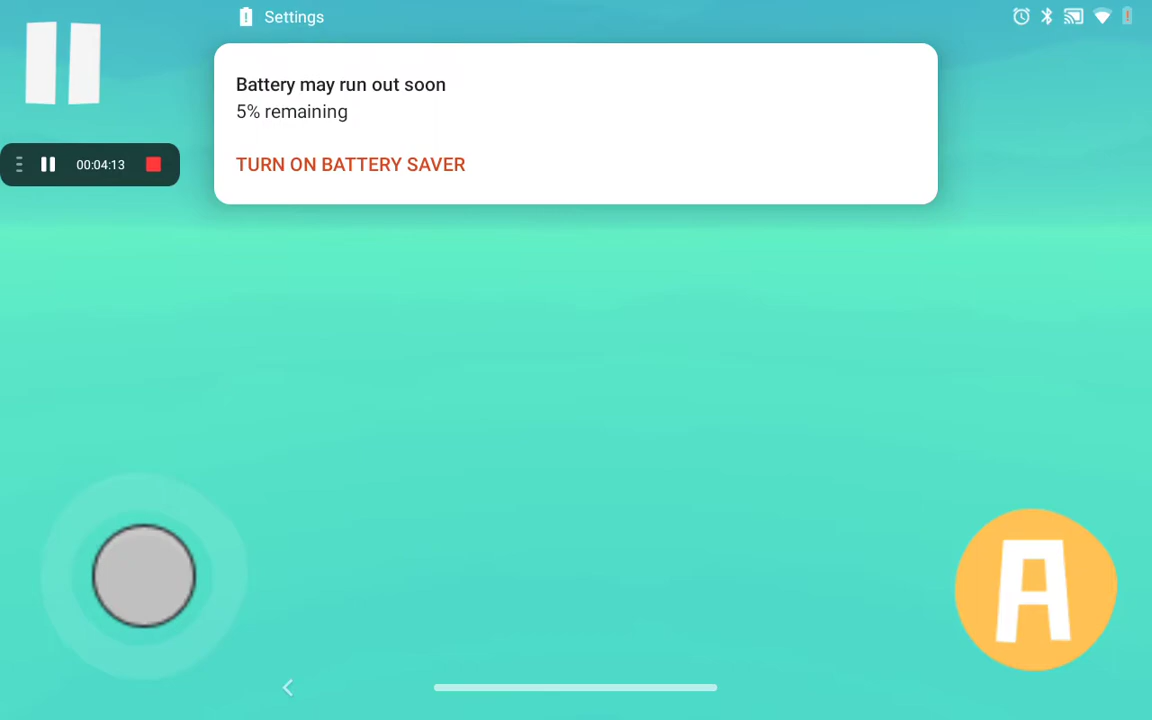 Settings
Battery may run out soon
5% remaining
00:04:13
TURN ON BATTERY SAVER
A